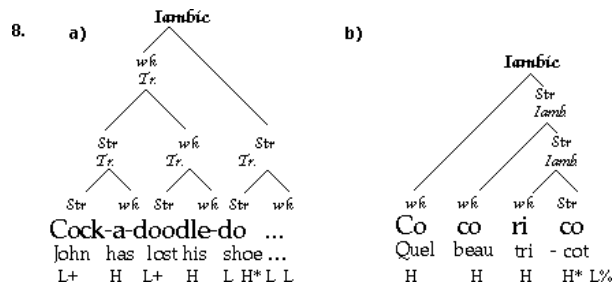 8. a) Iambic b)
wk
Tr.
Iambic
Str
Iamb.
Str wk Str
Tr. Tr. Tr.
Str
Iamb.
Str wk Str wk Str wk
wk wk wk Str
Cock-a-doodle-do ...
Co co ri co
John has lost his shoe ...
Quel beau tri - cot
L+ H L+ H L H* L L
H H H H* L%